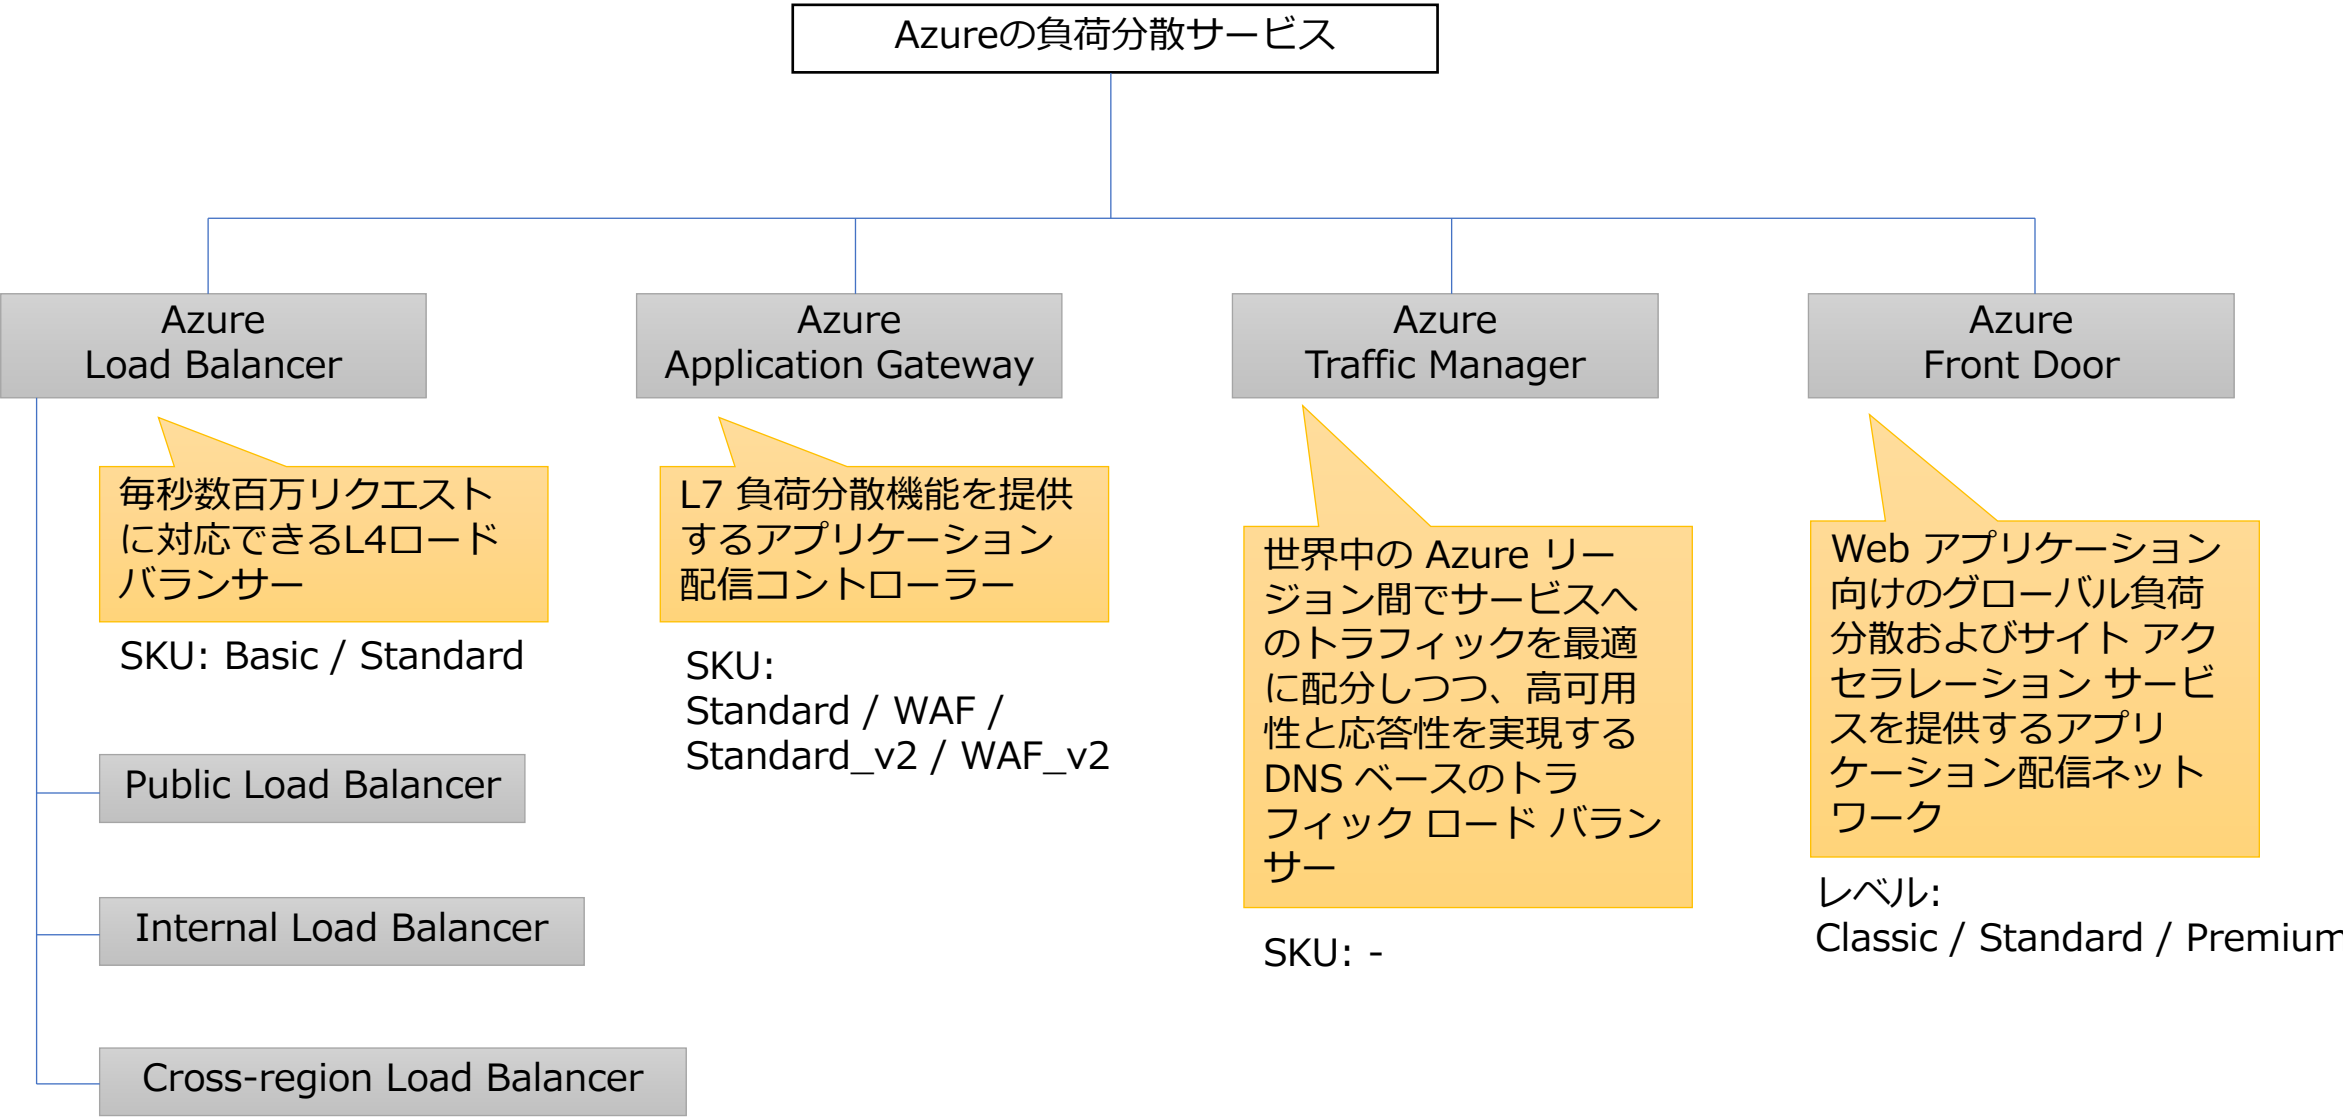 Azureの負荷分散サービス
Azure
Load Balancer
毎秒数百万リクエスト
に対応できるL4ロード
バランサー
SKU: Basic / Standard
Public Load Balancer
Internal Load Balancer
Cross-region Load Balancer
Azure
Application Gateway
L7 負荷分散機能を提供
するアプリケーション
配信コントローラー
SKU:
Standard / WAF /
Standard_v2 / WAF_v2
Azure
Traffic Manager
世界中の Azure リー
ジョン間でサービスへ
のトラフィックを最適
に配分しつつ、高可用
性と応答性を実現する
DNS ベースのトラ
フィック ロード バラン
サー
SKU: -
Azure
Front Door
Web アプリケーション
向けのグローバル負荷
分散およびサイト アク
セラレーション サービ
スを提供するアプリ
ケーション配信ネット
ワーク
レベル:
Classic / Standard / Premium